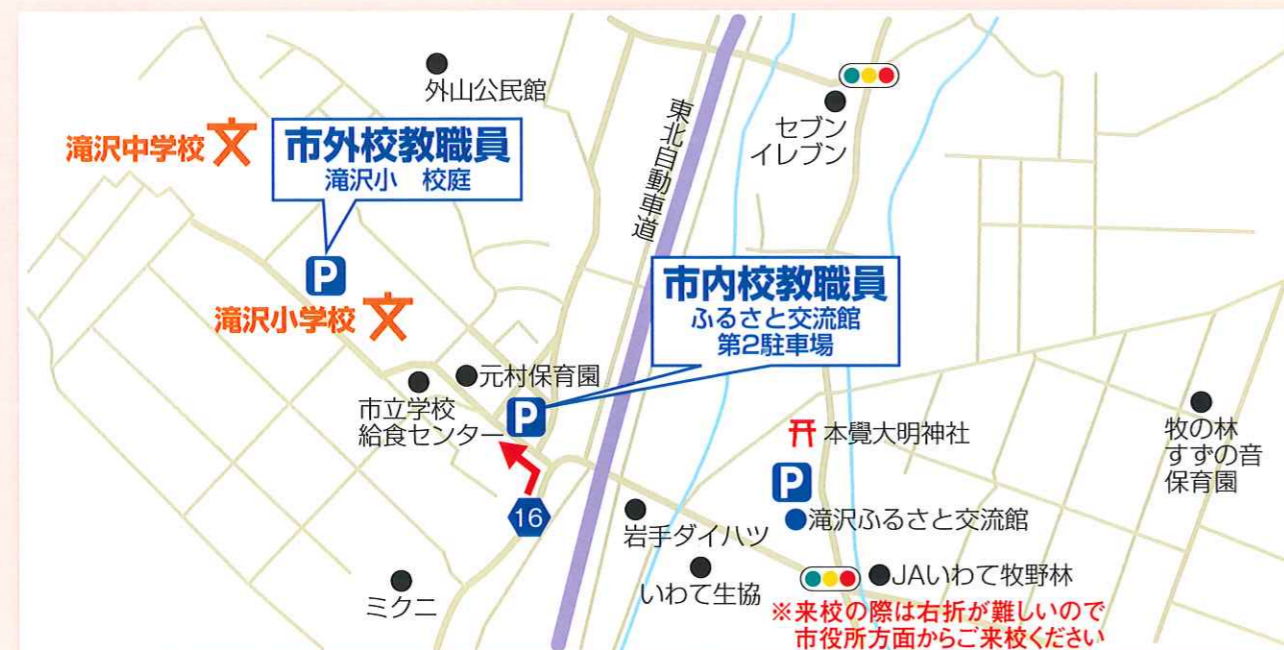 外山公民館
滝沢中学校
文
市外校教職員
滝沢小 校庭
P
滝沢小学校
文
東北自動車道
セブン
イレブン
市内校教職員
ふるさと交流館
第2駐車場
元村保育園
市立学校
給食センター
P
16
本覺大明神社
P
滝沢ふるさと交流館
牧の林
すずの音
保育園
岩手ダイハツ
いわて生協
ミクニ
JAいわて牧野林
※来校の際は右折が難しいので
市役所方面からご来校ください